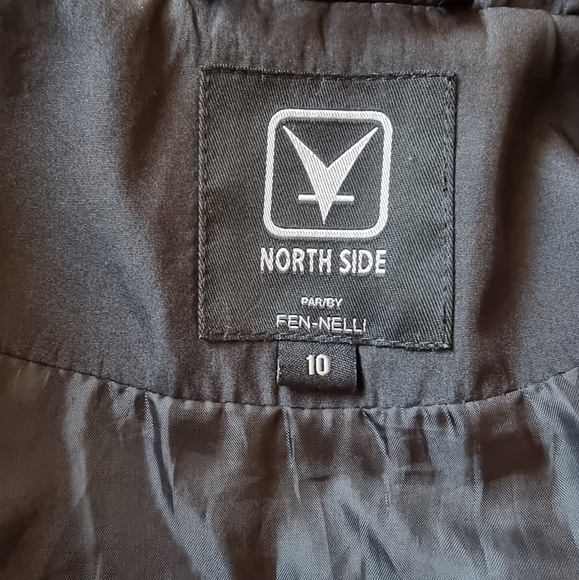 NORTH SIDE
PAR/BY
FEN-NELLI
10